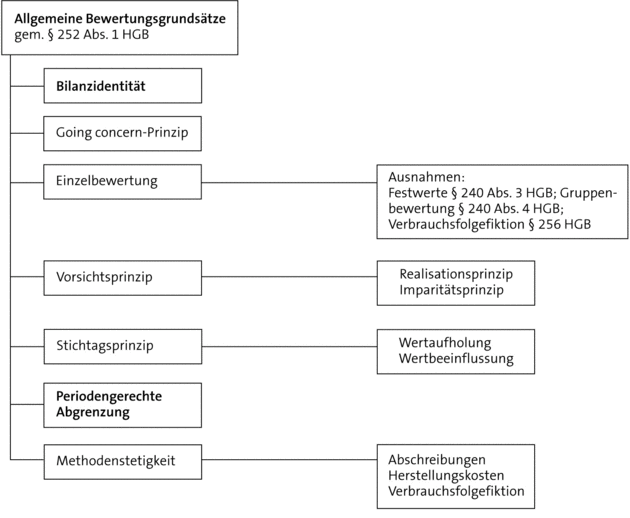 Allgemeine Bewertungsgrundsätze
gem. § 252 Abs. 1 HGB
Bilanzidentität
Going concern-Prinzip
Einzelbewertung
Ausnahmen:
Festwerte § 240 Abs. 3 HGB; Gruppen-
bewertung § 240 Abs. 4 HGB;
Verbrauchsfolgefiktion § 256 HGB
Vorsichtsprinzip
Realisationsprinzip
Imparitätsprinzip
Stichtagsprinzip
Wertaufholung
Wertbeeinflussung
Periodengerechte
Abgrenzung
Methodenstetigkeit
Abschreibungen
Herstellungskosten
Verbrauchsfolgefiktion